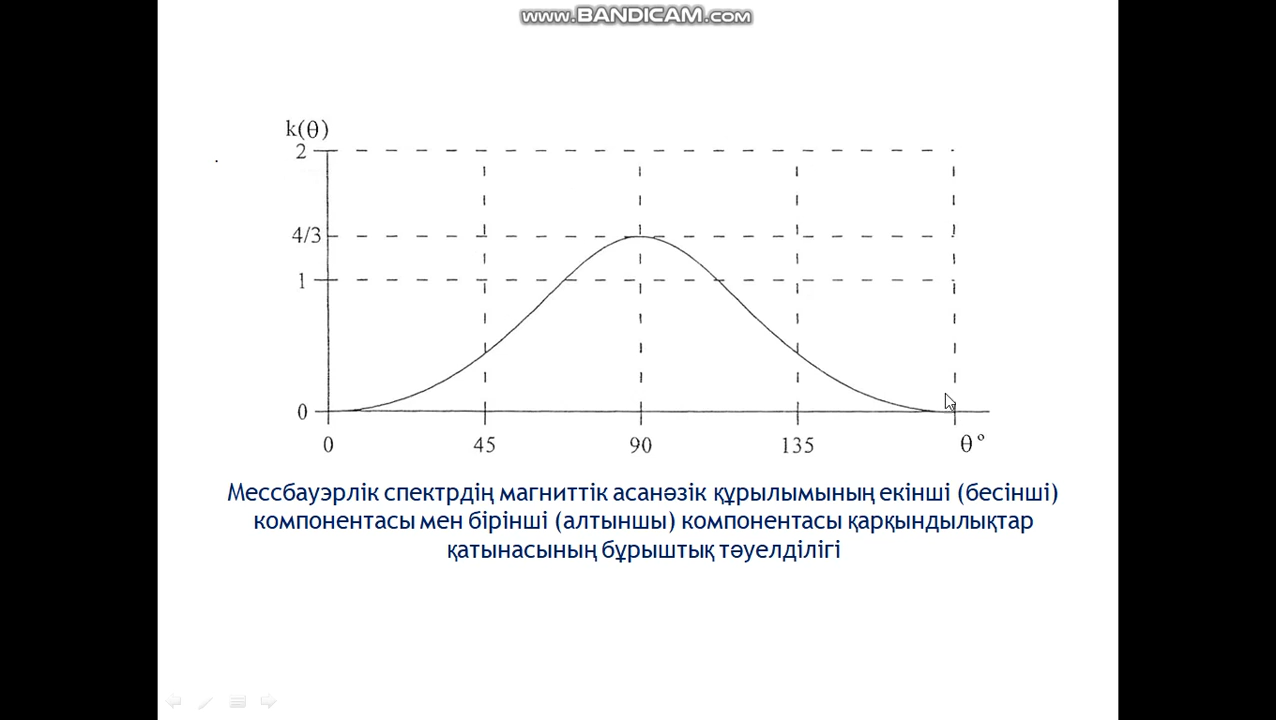 www.BANDICAM.com
k(θ)
2
4/3
1
0
0 45 90 135 θ°
Мессбауэрлік спектрдің магниттік асанәзік құрылымының екінші (бесінші)
компонентасы мен бірінші (алтыншы) компонентасы қарқындылықтар
қатынасының бұрыштық тәуелділігі